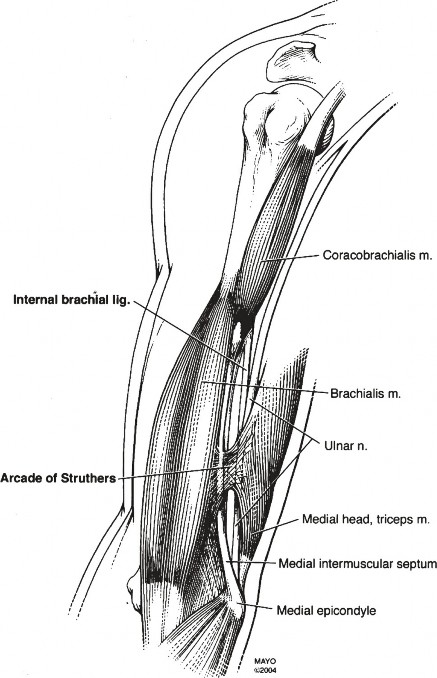 Coracobrachialis m.
Internal brachial lig.
Brachialis m.
Ulnar n.
Arcade of Struthers
Medial head, triceps m.
Medial intermuscular septum
Medial epicondyle
MAYO
©2004